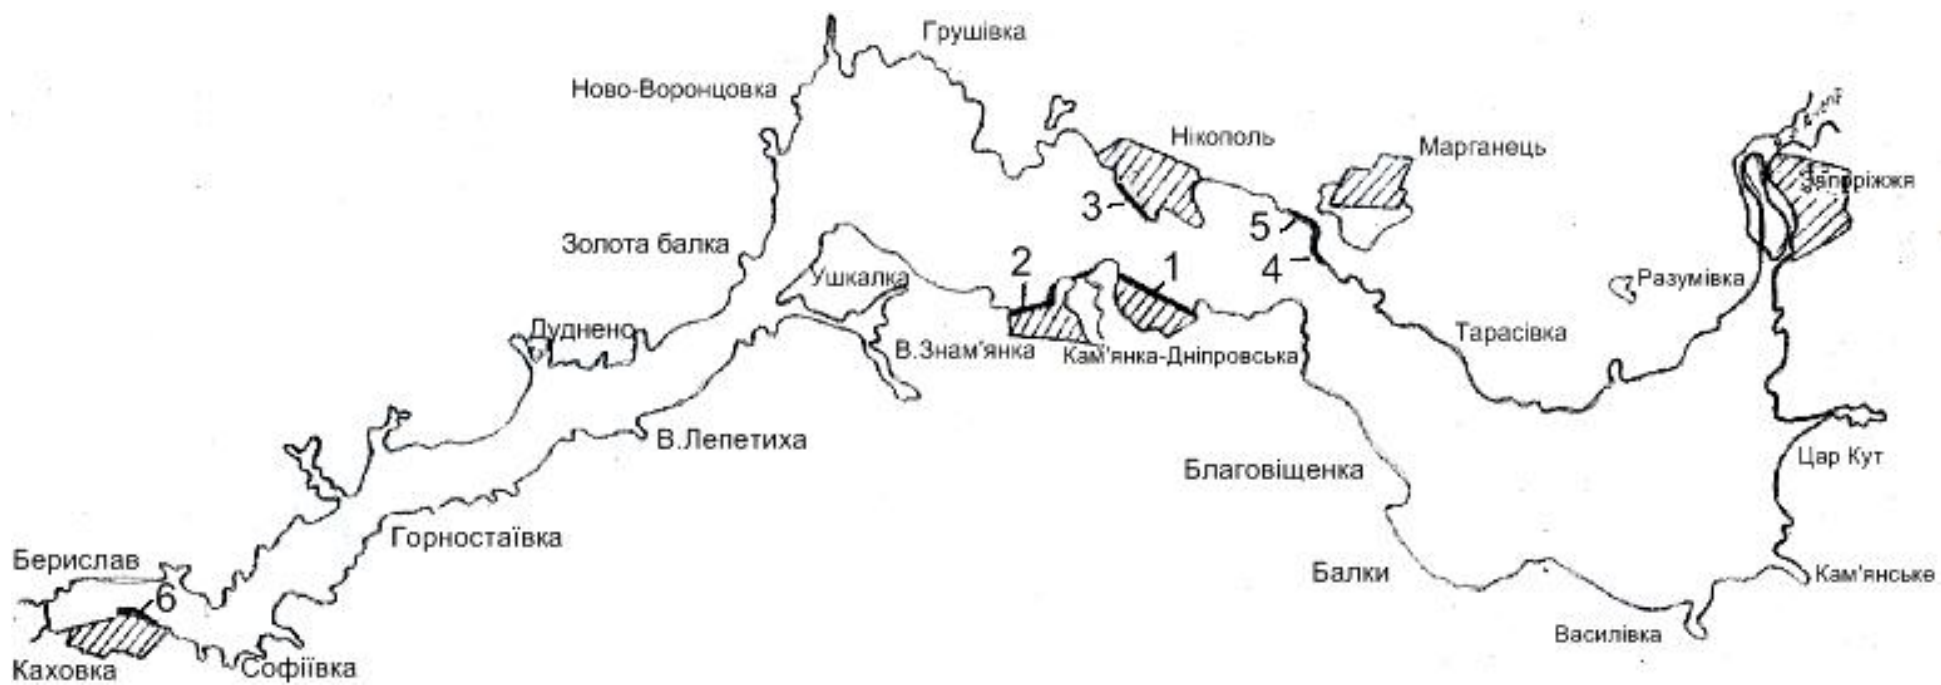 Грушівка
Ново-Воронцовка
Нікополь
Марганець
Запоріжжя
3
5
Золота балка
2
1
4
Ушкалка
Разумівка
Дуднено
Тарасівка
В.Знам'янка
Кам'янка-Дніпровська
В.Лепетиха
Цар Кут
Благовіщенка
Горностаївка
Берислав
Балки
Кам'янське
6
Василівка
Каховка
Софіївка